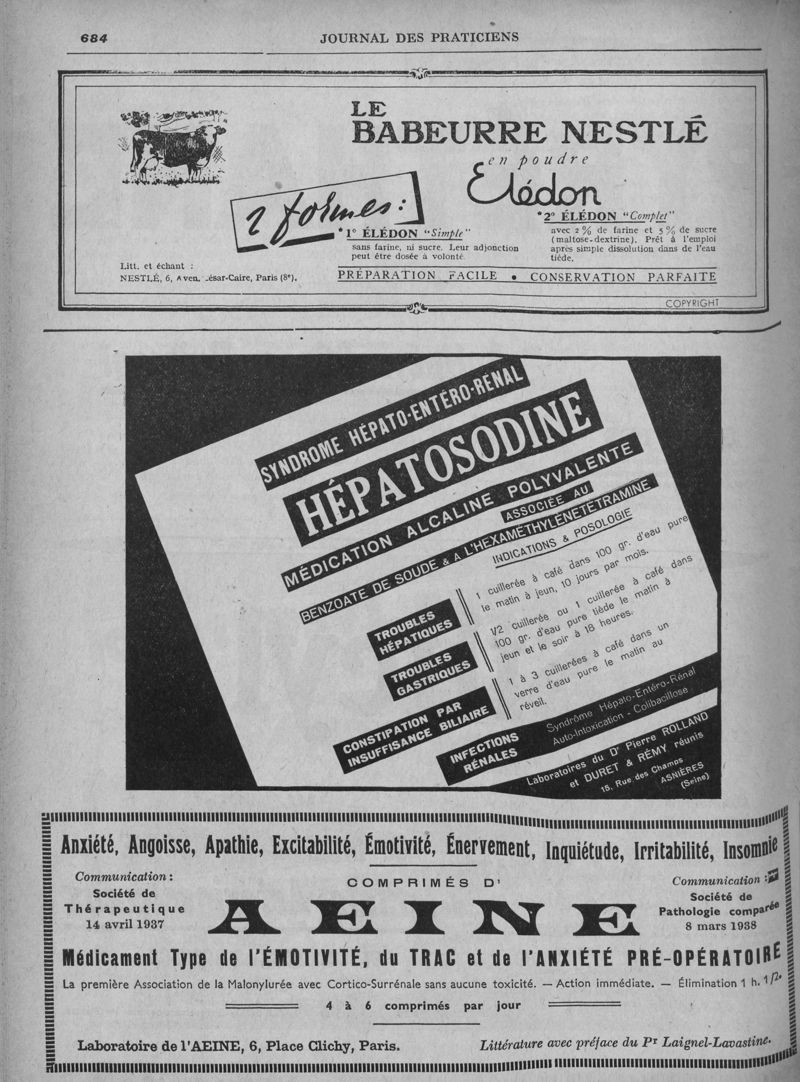 684
JOURNAL DES PRATICIENS
LE
BABEURRE NESTLÉ
en poudre
Elédon
2 formes :
*1º ÉLÉDON "Simple"
sans farine, ni sucre. Leur adjonction
peut être dosée à volonté.
*2º ÉLÉDON "Complet"
avec 2 % de farine et 5 % de sucre
(maltose-dextrine). Prêt à l'emploi
après simple dissolution dans de l'eau
tiède.
Litt. et échant :
NESTLÉ, 6, Aven. César-Caire, Paris (8e).
PRÉPARATION FACILE • CONSERVATION PARFAITE
COPYRIGHT
SYNDROME HÉPATO-ENTÉRO-RÉNAL
HÉPATOSODINE
MÉDICATION ALCALINE POLYVALENTE
ASSOCIÉE AU
BENZOATE DE SOUDE & A L'HEXAMÉTHYLÈNETÉTRAMINE
INDICATIONS & POSOLOGIE
TROUBLES
HÉPATIQUES
1 cuillerée à café dans 100 gr. d'eau pure
le matin à jeun, 10 jours par mois.
TROUBLES
GASTRIQUES
1/2 cuillerée ou 1 cuillerée à café dans
100 gr. d'eau pure tiède le matin à
jeun et le soir à 18 heures.
CONSTIPATION PAR
INSUFFISANCE BILIAIRE
1 à 3 cuillerées à café dans un
verre d'eau pure le matin au
réveil.
INFECTIONS
RÉNALES
Syndrôme Hépato-Entéro-Rénal
Auto-Intoxication - Colibacillose
Laboratoires du Dr Pierre ROLLAND
et DURET & RÉMY réunis
15, Rue des Champs
ASNIÈRES
(Seine)
Anxiété, Angoisse, Apathie, Excitabilité, Émotivité, Énervement, Inquiétude, Irritabilité, Insomnie
Communication :
Société de
Thérapeutique
14 avril 1937
COMPRIMÉS D'
AEINE
Communication :
Société de
Pathologie comparée
8 mars 1938
Médicament Type de l'ÉMOTIVITÉ, du TRAC et de l'ANXIÉTÉ PRÉ-OPÉRATOIRE
La première Association de la Malonylurée avec Cortico-Surrénale sans aucune toxicité. — Action immédiate. — Élimination 1 h. 1/2.
4 à 6 comprimés par jour
Laboratoire de l'AEINE, 6, Place Clichy, Paris.
Littérature avec préface du Pr Laignel-Lavastine.